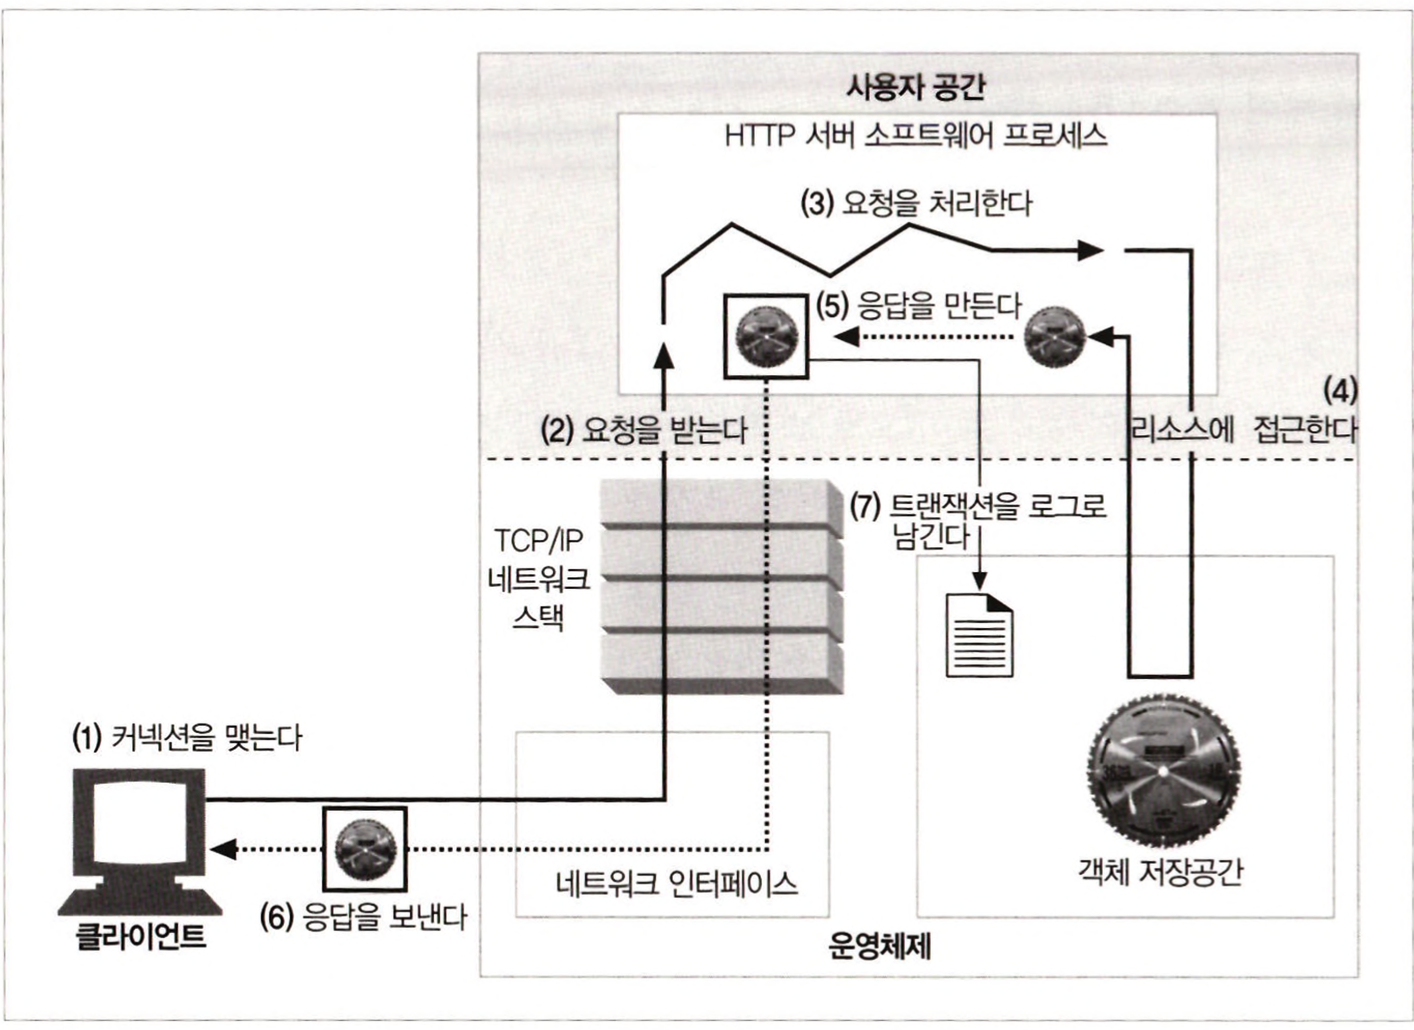 사용자 공간
HTTP 서버 소프트웨어 프로세스
(3) 요청을 처리한다
(5) 응답을 만든다
(4)
리소스에 접근한다
(2) 요청을 받는다
TCP/IP
네트워크
스택
(7) 트랜잭션을 로그로
남긴다
(1) 커넥션을 맺는다
클라이언트
(6) 응답을 보낸다
네트워크 인터페이스
객체 저장공간
운영체제